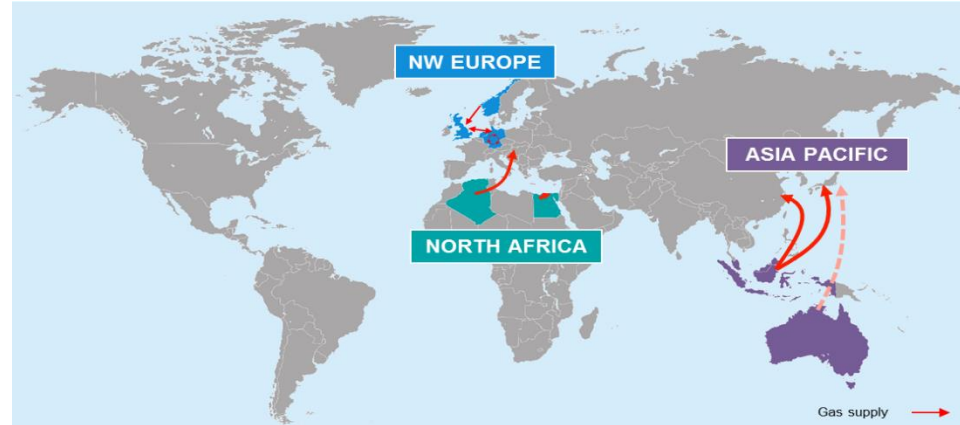 NW EUROPE
ASIA PACIFIC
NORTH AFRICA
Gas supply